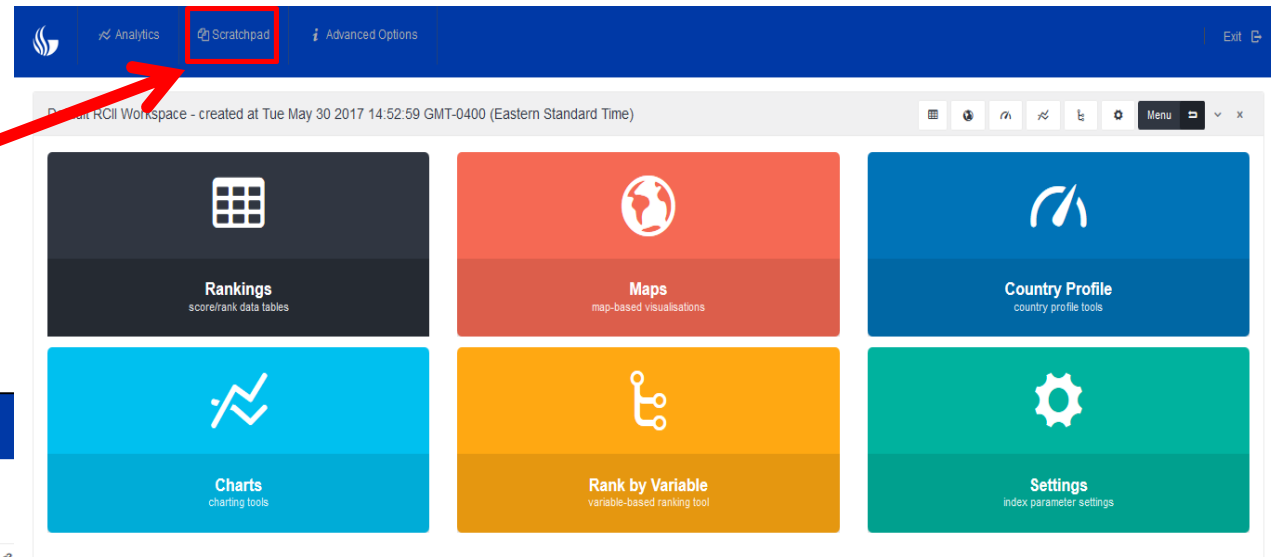 Analytics
Scratchpad
i Advanced Options
Exit
RCII Workspace - created at Tue May 30 2017 14:52:59 GMT-0400 (Eastern Standard Time)
Menu
x
Rankings
score/rank data tables
Maps
map-based visualisations
Country Profile
country profile tools
Charts
charting tools
Rank by Variable
variable-based ranking tool
Settings
index parameter settings